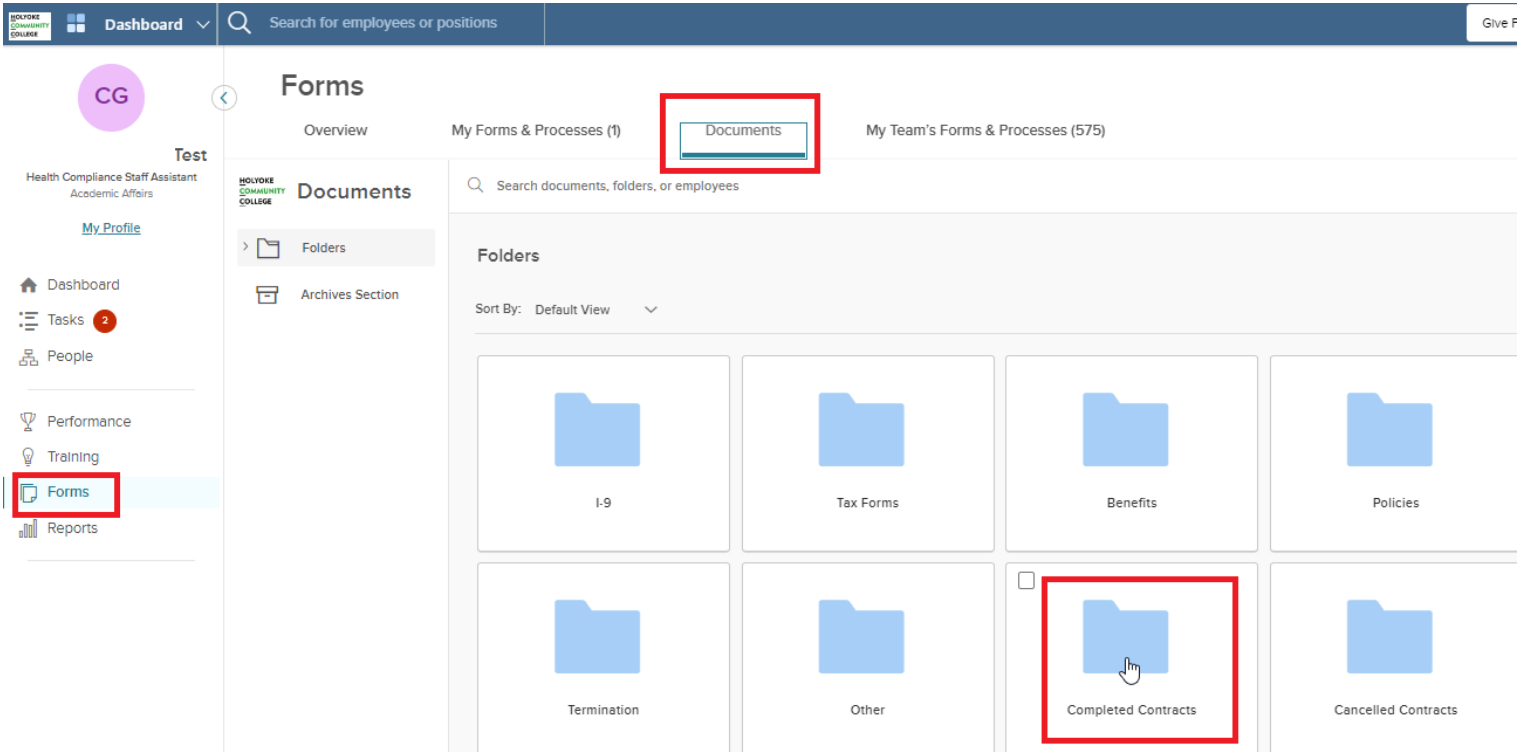 HOLYOKE
COMMUNITY
COLLEGE
Dashboard
Search for employees or positions
Give F
CG
Test
Health Compliance Staff Assistant
Academic Affairs
My Profile
Dashboard
Tasks 2
People
Performance
Training
Forms
Reports
Forms
Overview
My Forms & Processes (1)
Documents
My Team's Forms & Processes (575)
HOLYOKE
COMMUNITY
COLLEGE
Documents
Folders
Archives Section
Search documents, folders, or employees
Folders
Sort By: Default View
I-9
Tax Forms
Benefits
Policies
Termination
Other
Completed Contracts
Cancelled Contracts